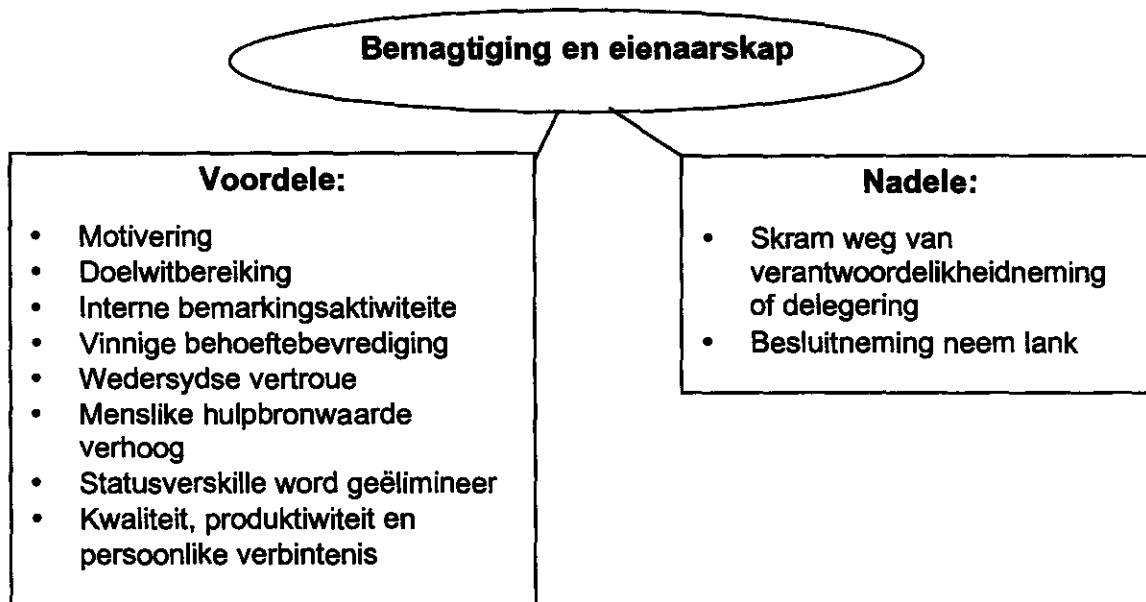 Bemagtiging en eienaarskap
Voordele:
• Motivering
• Doelwitbereiking
• Interne bemarkingsaktiwiteite
• Vinnige behoeftebevrediging
• Wedersydse vertroue
• Menslike hulpbronwaarde
verhoog
• Statusverskille word geëlimineer
• Kwaliteit, produktiwiteit en
persoonlike verbintenis
Nadele:
• Skram weg van
verantwoordelikheidneming
of delegering
• Besluitneming neem lank